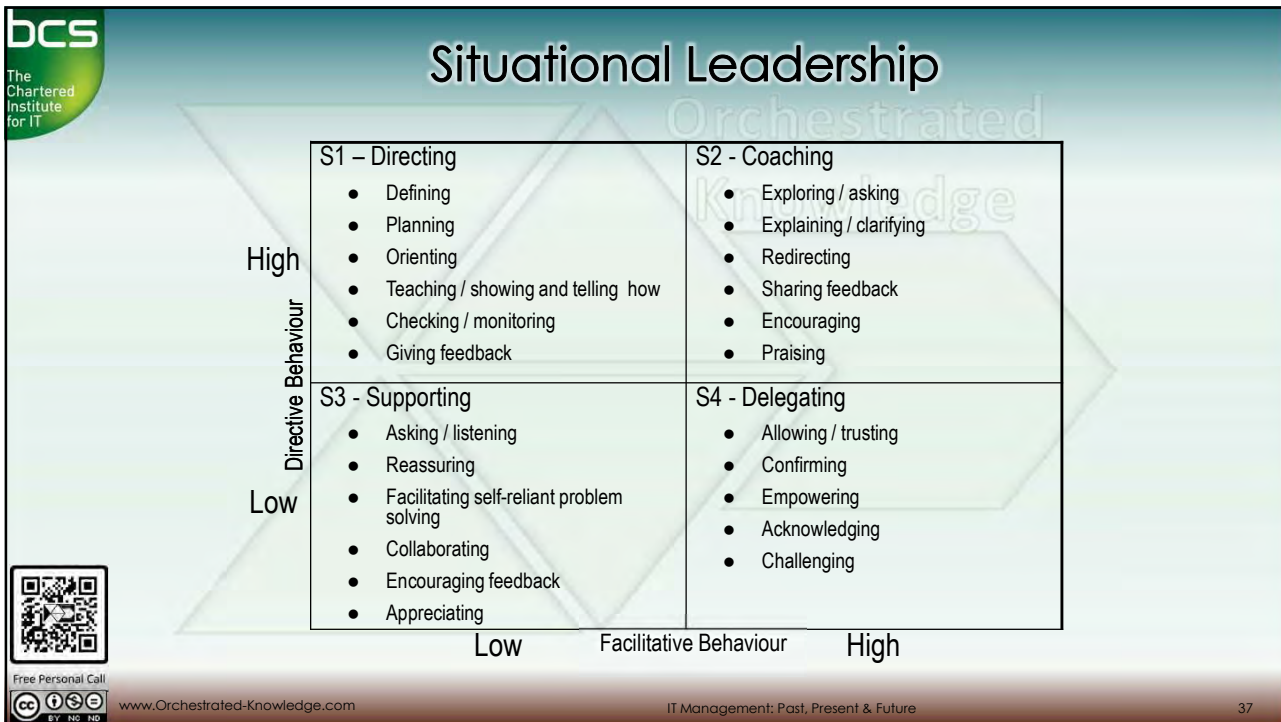 bcs
The
Chartered
Institute
for IT
Situational Leadership
Orchestrated
Knowledge
S1 – Directing
● Defining
● Planning
● Orienting
● Teaching / showing and telling how
● Checking / monitoring
● Giving feedback
S2 - Coaching
● Exploring / asking
● Explaining / clarifying
● Redirecting
● Sharing feedback
● Encouraging
● Praising
High
Directive Behaviour
Low
S3 - Supporting
● Asking / listening
● Reassuring
● Facilitating self-reliant problem
solving
● Collaborating
● Encouraging feedback
● Appreciating
S4 - Delegating
● Allowing / trusting
● Confirming
● Empowering
● Acknowledging
● Challenging
Low Facilitative Behaviour High
Free Personal Call
cc BY NC ND
www.Orchestrated-Knowledge.com IT Management: Past, Present & Future 37